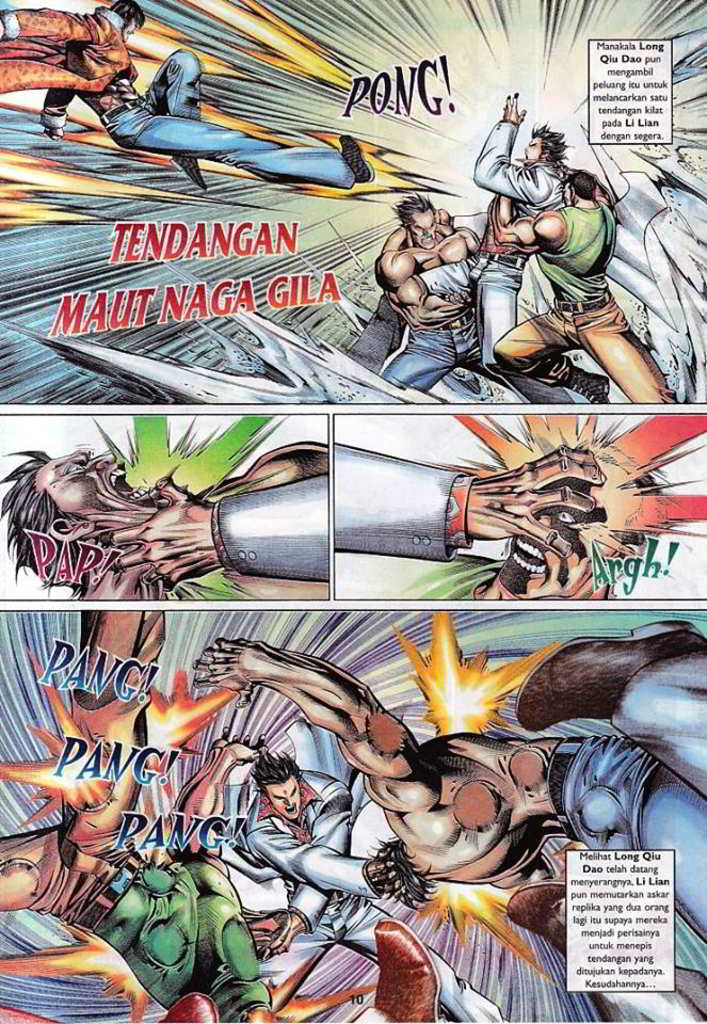 Manakala Long
Qiu Dao pun
mengambil
peluang itu untuk
melancarkan satu
tendangan kilat
pada Li Lian
dengan segera.
PONG!
TENDANGAN
MAUT NAGA GILA
PAP!
Argh!
PANG!
PANG!
PANG!
Melihat Long Qiu
Dao telah
menyerangnya, Li Lian
pun memutarkan askar
replika yang dua orang
lagi itu supaya mereka
menjadi perisainya
untuk menepis
tendangan yang
ditujukan kepadanya.
Kesudahannya...
10